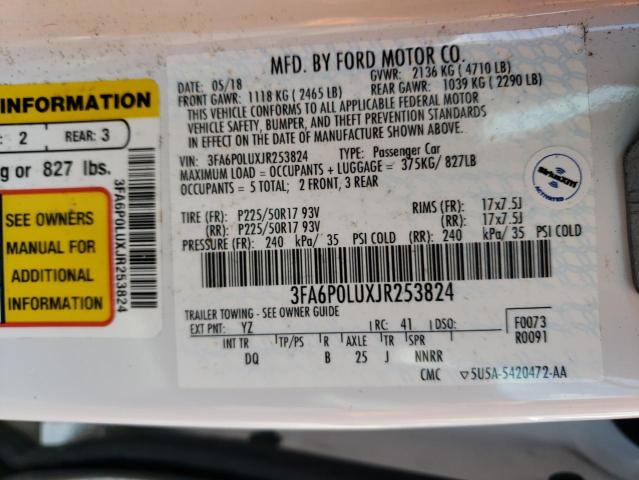 MFD. BY FORD MOTOR CO.
DATE: 05/18 GVWR: 2136 KG ( 4710 LB)
FRONT GAWR: 1118 KG ( 2465 LB) REAR GAWR: 1039 KG ( 2290 LB)
THIS VEHICLE CONFORMS TO ALL APPLICABLE FEDERAL MOTOR
VEHICLE SAFETY, BUMPER, AND THEFT PREVENTION STANDARDS
IN EFFECT ON THE DATE OF MANUFACTURE SHOWN ABOVE.
VIN: 3FA6P0LUXJR253824 TYPE: Passenger Car
MAXIMUM LOAD = OCCUPANTS + LUGGAGE = 375KG/ 827LB
OCCUPANTS = 5 TOTAL; 2 FRONT, 3 REAR
SiriusXM
ACTIVATED
TIRE (FR): P225/50R17 93V RIMS (FR): 17x7.5J
TIRE (RR): P225/50R17 93V (RR): 17x7.5J
PRESSURE (FR): 240 kPa/ 35 PSI COLD (RR): 240 kPa/ 35 PSI COLD
3FA6P0LUXJR253824
TRAILER TOWING - SEE OWNER GUIDE
EXT PNT: YZ RC: 41 DSO: F0073
R0091
INT TR TP/PS R AXLE TR SPR
DQ B 25 J NNRR
CMC ▽5U5A-5420472-AA
INFORMATION
: 2 REAR: 3
g or 827 lbs.
SEE OWNERS
MANUAL FOR
ADDITIONAL
INFORMATION
3FA6P0LUXJR253824